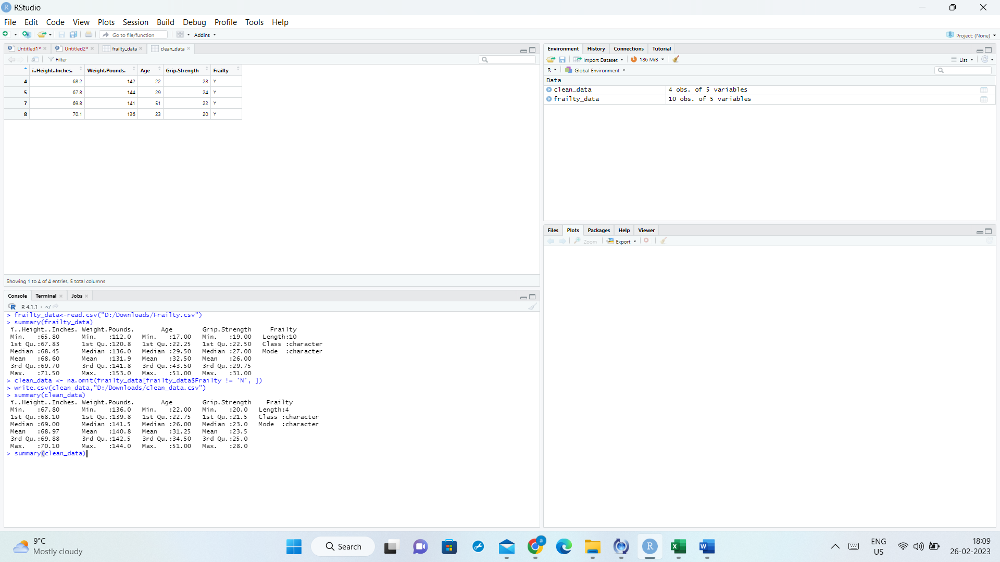 RStudio
File Edit Code View Plots Session Build Debug Profile Tools Help
Go to file/function Addins Project: (None)
Untitled1* Untitled2* frailty_data clean_data
Filter
ï..Height..Inches. Weight.Pounds. Age Grip.Strength Frailty
4 68.2 142 22 28 Y
5 67.8 144 29 24 Y
7 69.8 141 51 22 Y
8 70.1 136 23 20 Y
Showing 1 to 4 of 4 entries, 5 total columns
Console Terminal Jobs
R 4.1.1 · ~/
> frailty_data<-read.csv("D:/Downloads/Frailty.csv")
> summary(frailty_data)
ï..Height..Inches. Weight.Pounds. Age Grip.Strength Frailty
Min. :65.80 Min. :112.0 Min. :17.00 Min. :19.00 Length:10
1st Qu.:67.83 1st Qu.:120.8 1st Qu.:22.25 1st Qu.:22.50 Class :character
Median :68.45 Median :136.0 Median :29.50 Median :27.00 Mode :character
Mean :68.60 Mean :131.9 Mean :32.50 Mean :26.00
3rd Qu.:69.70 3rd Qu.:141.8 3rd Qu.:43.50 3rd Qu.:29.75
Max. :71.50 Max. :153.0 Max. :51.00 Max. :31.00
> clean_data <- na.omit(frailty_data[frailty_data$Frailty != 'N', ])
> write.csv(clean_data,"D:/Downloads/clean_data.csv")
> summary(clean_data)
ï..Height..Inches. Weight.Pounds. Age Grip.Strength Frailty
Min. :67.80 Min. :136.0 Min. :22.00 Min. :20.0 Length:4
1st Qu.:68.10 1st Qu.:139.8 1st Qu.:22.75 1st Qu.:21.5 Class :character
Median :69.00 Median :141.5 Median :26.00 Median :23.0 Mode :character
Mean :68.97 Mean :140.8 Mean :31.25 Mean :23.5
3rd Qu.:69.88 3rd Qu.:142.5 3rd Qu.:34.50 3rd Qu.:25.0
Max. :70.10 Max. :144.0 Max. :51.00 Max. :28.0
> summary(clean_data)
Environment History Connections Tutorial
Import Dataset 186 MiB List
R Global Environment
Data
clean_data 4 obs. of 5 variables
frailty_data 10 obs. of 5 variables
Files Plots Packages Help Viewer
Zoom Export
9°C
Mostly cloudy
Search
ENG
US
18:09
26-02-2023